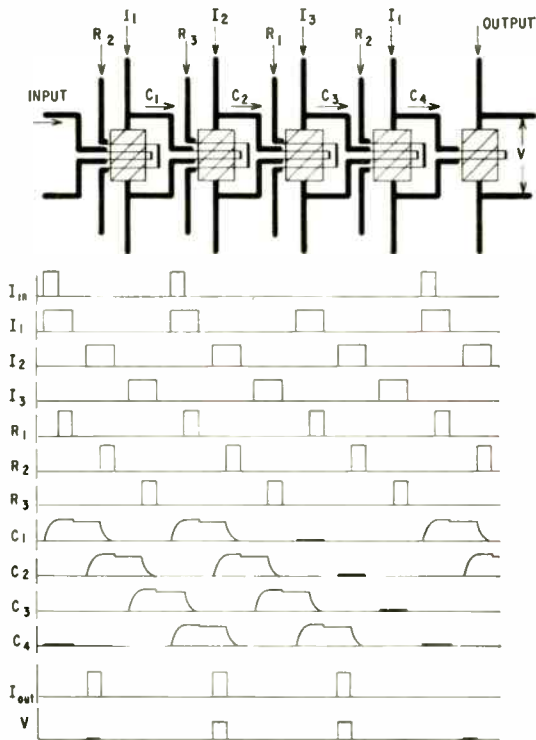 I1 I2 I3 I1 OUTPUT
R2 R3 R1 R2
INPUT C1 C2 C3 C4
V
Iin
I1
I2
I3
R1
R2
R3
C1
C2
C3
C4
Iout
V